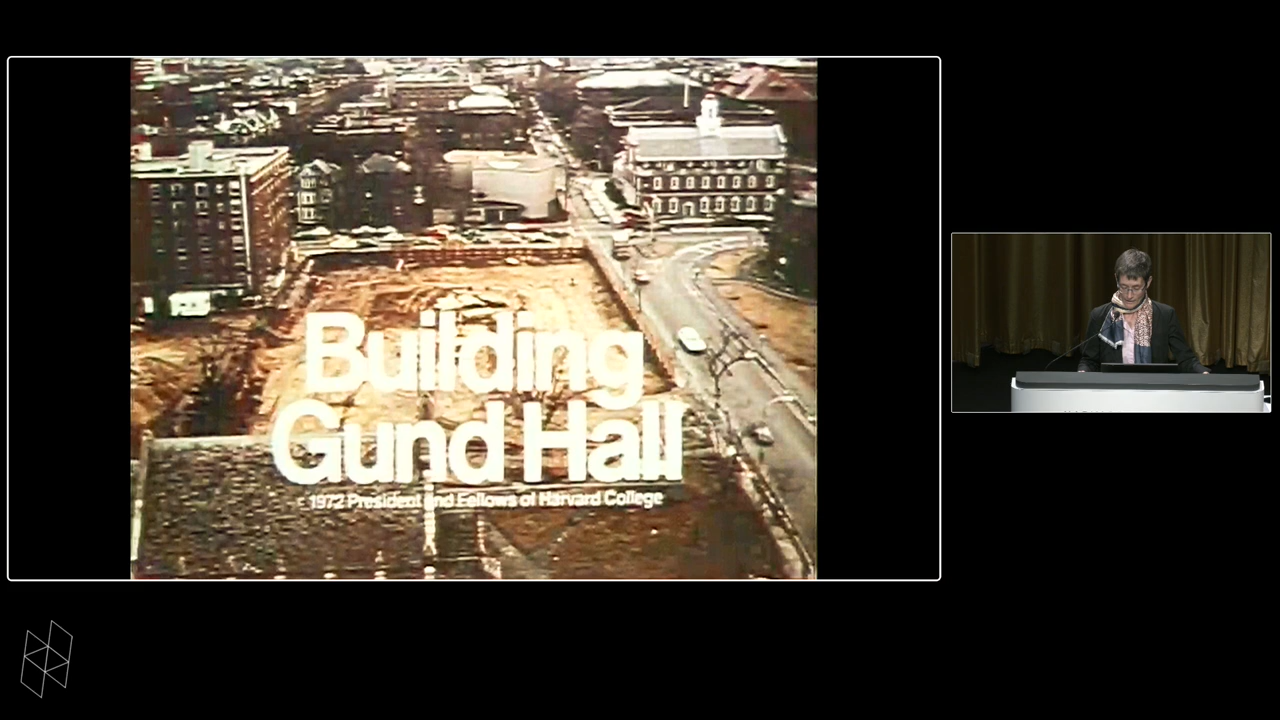 Building
Gund Hall
c 1972 President and Fellows of Harvard College